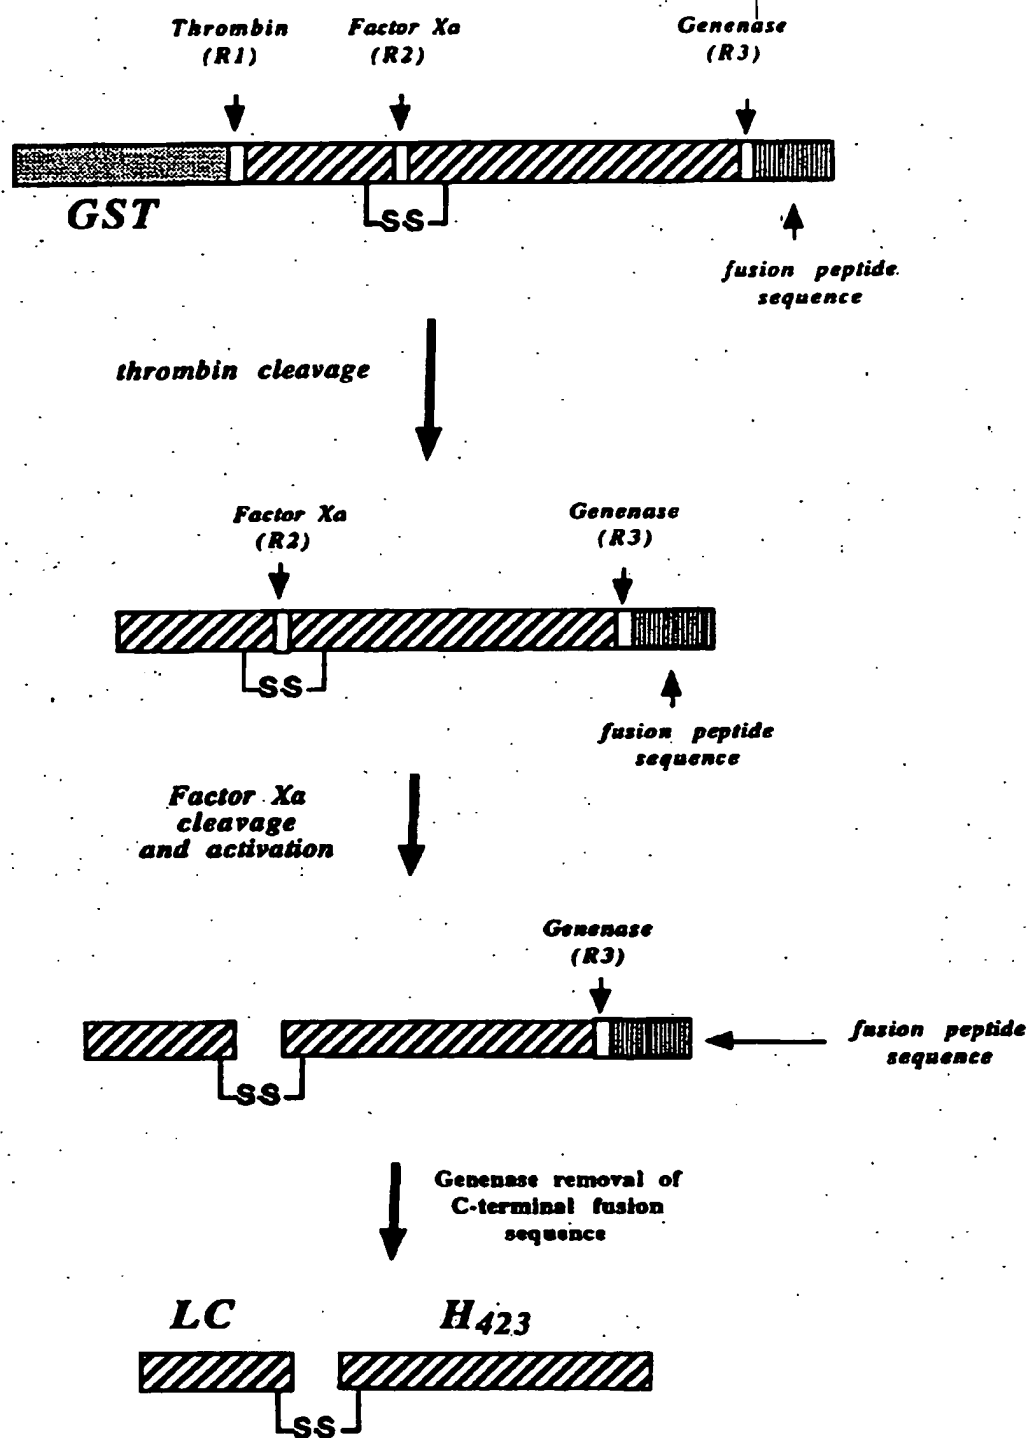 Thrombin
(R1)
Factor Xa
(R2)
Genenase
(R3)
GST
SS
fusion peptide
sequence
thrombin cleavage
Factor Xa
(R2)
Genenase
(R3)
SS
fusion peptide
sequence
Factor Xa
cleavage
and activation
Genenase
(R3)
fusion peptide
sequence
SS
Genenase removal of
C-terminal fusion
sequence
LC
H423
SS